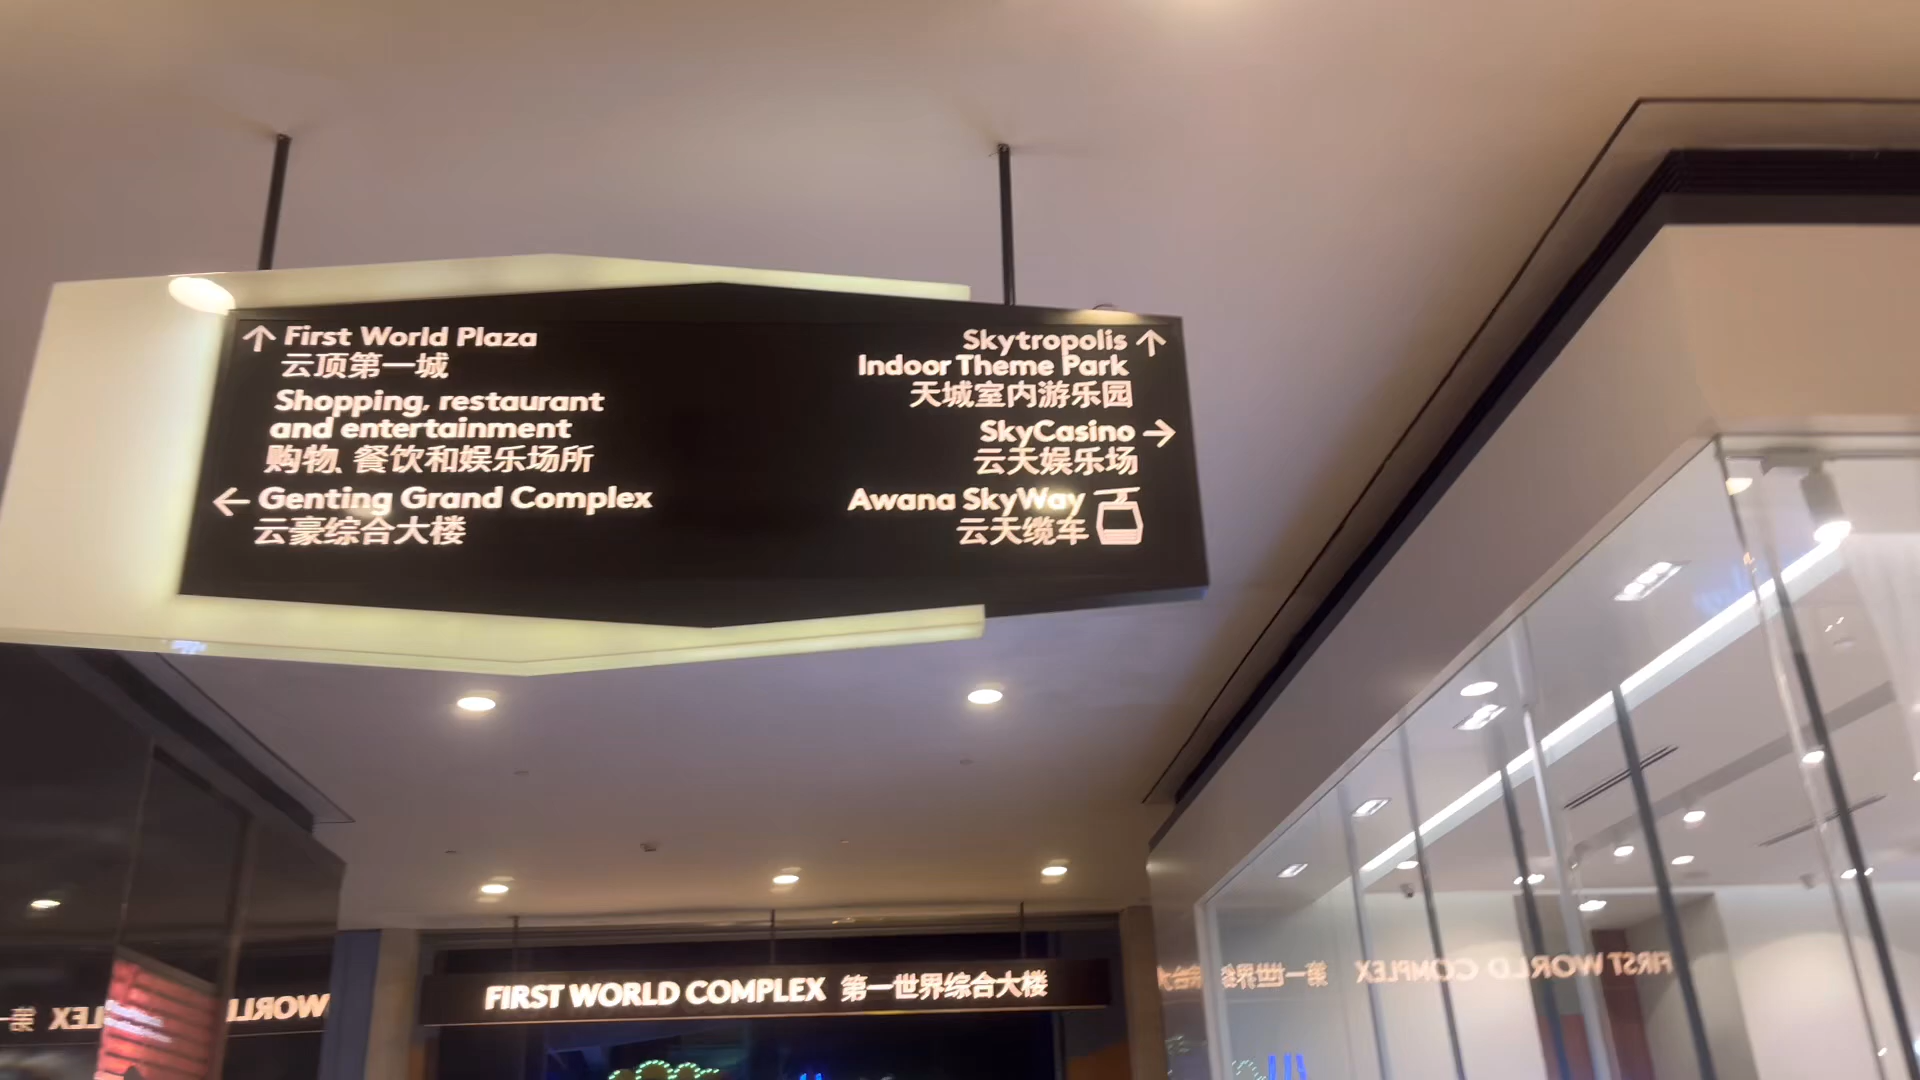 First World Plaza
云顶第一城
Shopping, restaurant
and entertainment
购物、餐饮和娱乐场所
Genting Grand Complex
云豪综合大楼
Skytropolis
Indoor Theme Park
天城室内游乐园
SkyCasino
云天娱乐场
Awana SkyWay
云天缆车
FIRST WORLD COMPLEX 第一世界综合大楼